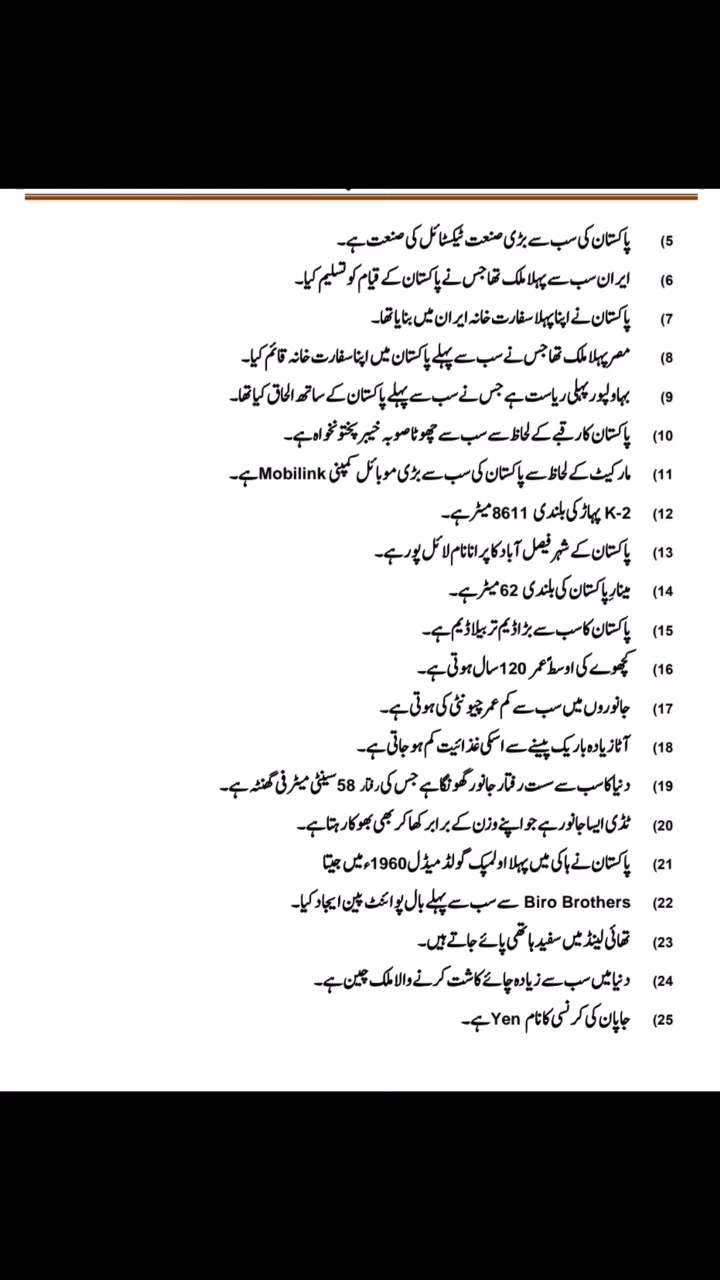 5) پاکستان کی سب سے بڑی صنعت ٹیکسٹائل کی صنعت ہے۔
6) ایران سب سے پہلا ملک تھا جس نے پاکستان کے قیام کو تسلیم کیا۔
7) پاکستان نے اپنا پہلا سفارت خانہ ایران میں بنایا تھا۔
8) مصر پہلا ملک تھا جس نے سب سے پہلے پاکستان میں اپنا سفارت خانہ قائم کیا۔
9) بہاولپور پہلی ریاست ہے جس نے سب سے پہلے پاکستان کے ساتھ الحاق کیا تھا۔
10) پاکستان کا رقبے کے لحاظ سے سب سے چھوٹا صوبہ خیبر پختونخواہ ہے۔
11) مارکیٹ کے لحاظ سے پاکستان کی سب سے بڑی موبائل کمپنی Mobilink ہے۔
12) K-2 پہاڑ کی بلندی 8611 میٹر ہے۔
13) پاکستان کے شہر فیصل آباد کا پرانا نام لائل پور ہے۔
14) مینارِ پاکستان کی بلندی 62 میٹر ہے۔
15) پاکستان کا سب سے بڑا ڈیم تربیلا ڈیم ہے۔
16) کچھوے کی اوسطاً عمر 120 سال ہوتی ہے۔
17) جانوروں میں سب سے کم عمر چیونٹی کی ہوتی ہے۔
18) آٹا زیادہ باریک پیسنے سے اسکی غذائیت کم ہو جاتی ہے۔
19) دنیا کا سب سے سست رفتار جانور گھونگا ہے جس کی رفتار 58 سینٹی میٹر فی گھنٹہ ہے۔
20) ٹڈی ایسا جانور ہے جو اپنے وزن کے برابر کھا کر بھی بھوکا رہتا ہے۔
21) پاکستان نے ہاکی میں پہلا اولمپک گولڈ میڈل 1960ء میں جیتا
22) Biro Brothers سے سب سے پہلے بال پوائنٹ پین ایجاد کیا۔
23) تھائی لینڈ میں سفید ہاتھی پائے جاتے ہیں۔
24) دنیا میں سب سے زیادہ چائے کاشت کرنے والا ملک چین ہے۔
25) جاپان کی کرنسی کا نام Yen ہے۔